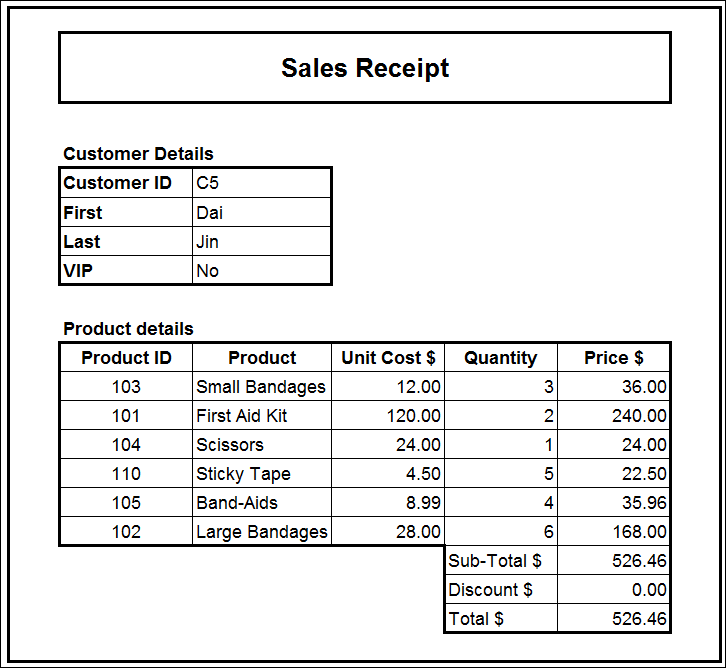 Sales Receipt
Customer Details
Customer ID C5
First Dai
Last Jin
VIP No
Product details
Product ID Product Unit Cost $ Quantity Price $
103 Small Bandages 12.00 3 36.00
101 First Aid Kit 120.00 2 240.00
104 Scissors 24.00 1 24.00
110 Sticky Tape 4.50 5 22.50
105 Band-Aids 8.99 4 35.96
102 Large Bandages 28.00 6 168.00
Sub-Total $ 526.46
Discount $ 0.00
Total $ 526.46